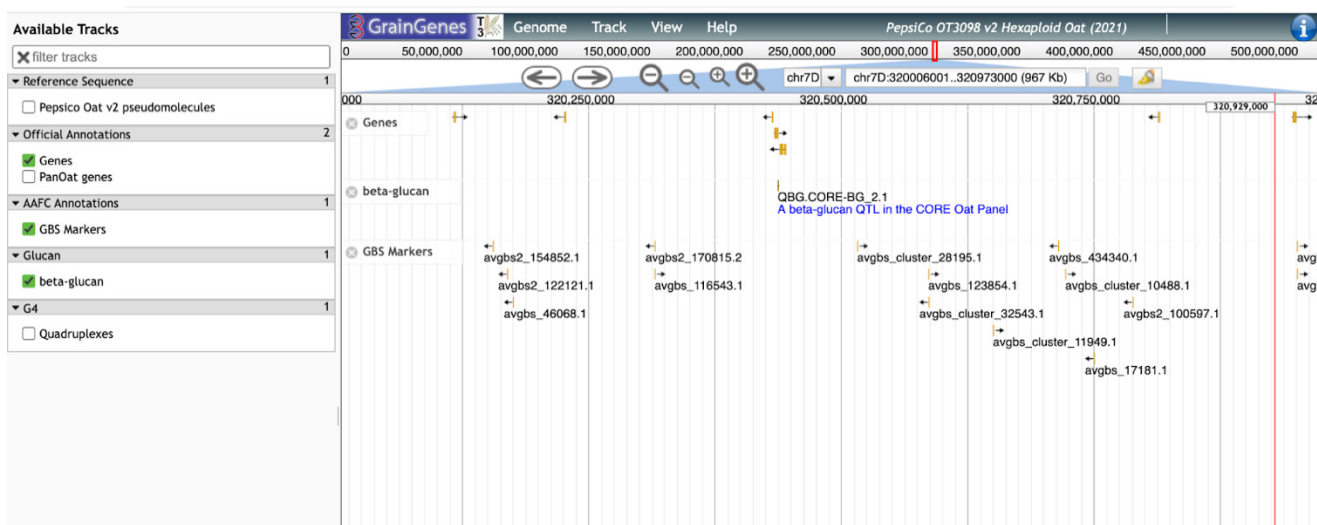 Available Tracks
filter tracks
Reference Sequence 1
Pepsico Oat v2 pseudomolecules
Official Annotations 2
Genes
PanOat genes
AAFC Annotations 1
GBS Markers
Glucan 1
beta-glucan
G4 1
Quadruplexes
GrainGenes T3 Genome Track View Help PepsiCo OT3098 v2 Hexaploid Oat (2021)
0 50,000,000 100,000,000 150,000,000 200,000,000 250,000,000 300,000,000 350,000,000 400,000,000 450,000,000 500,000,000
chr7D chr7D:320006001..320973000 (967 Kb) Go
000 320,250,000 320,500,000 320,750,000 320,929,000 32
Genes
beta-glucan
QBG.CORE-BG_2.1
A beta-glucan QTL in the CORE Oat Panel
GBS Markers
avgbs2_154852.1 avgbs2_170815.2 avgbs_cluster_28195.1 avgbs_434340.1 avg
avgbs2_122121.1 avgbs_116543.1 avgbs_123854.1 avgbs_cluster_10488.1 avg
avgbs_46068.1 avgbs_cluster_32543.1 avgbs2_100597.1
avgbs_cluster_11949.1
avgbs_17181.1